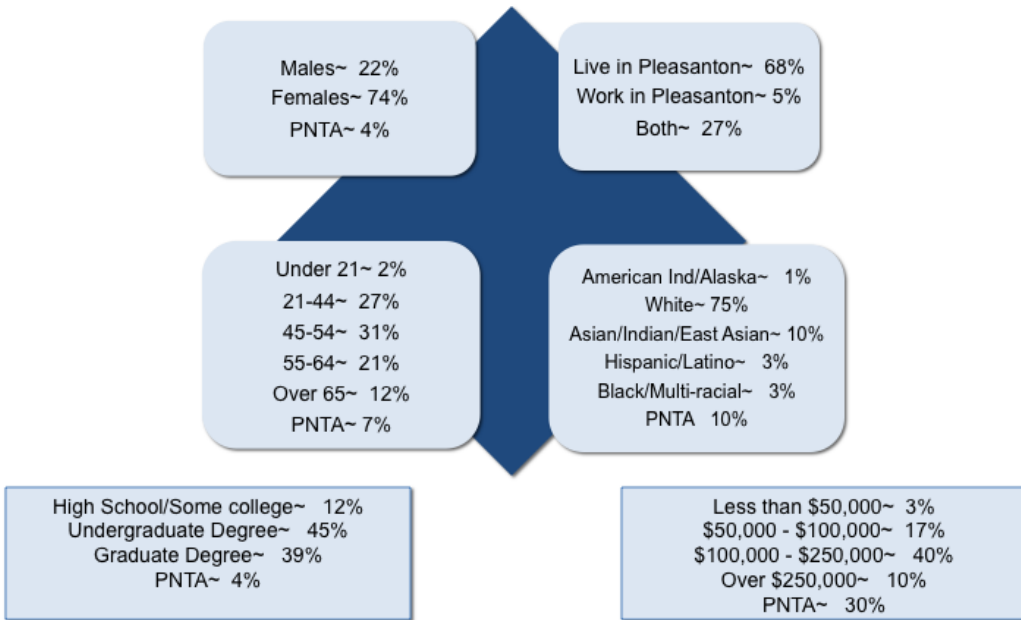 Males~ 22%
Females~ 74%
PNTA~ 4%
Live in Pleasanton~ 68%
Work in Pleasanton~ 5%
Both~ 27%
Under 21~ 2%
21-44~ 27%
45-54~ 31%
55-64~ 21%
Over 65~ 12%
PNTA~ 7%
American Ind/Alaska~ 1%
White~ 75%
Asian/Indian/East Asian~ 10%
Hispanic/Latino~ 3%
Black/Multi-racial~ 3%
PNTA 10%
High School/Some college~ 12%
Undergraduate Degree~ 45%
Graduate Degree~ 39%
PNTA~ 4%
Less than $50,000~ 3%
$50,000 - $100,000~ 17%
$100,000 - $250,000~ 40%
Over $250,000~ 10%
PNTA~ 30%